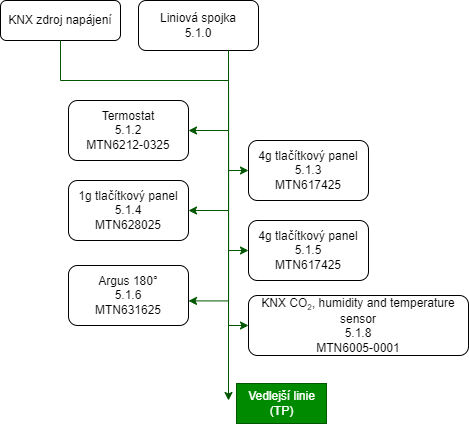 KNX zdroj napájení
Liniová spojka
5.1.0
Termostat
5.1.2
MTN6212-0325
4g tlačítkový panel
5.1.3
MTN617425
1g tlačítkový panel
5.1.4
MTN628025
4g tlačítkový panel
5.1.5
MTN617425
Argus 180°
5.1.6
MTN631625
KNX CO₂, humidity and temperature
sensor
5.1.8
MTN6005-0001
Vedlejší linie
(TP)